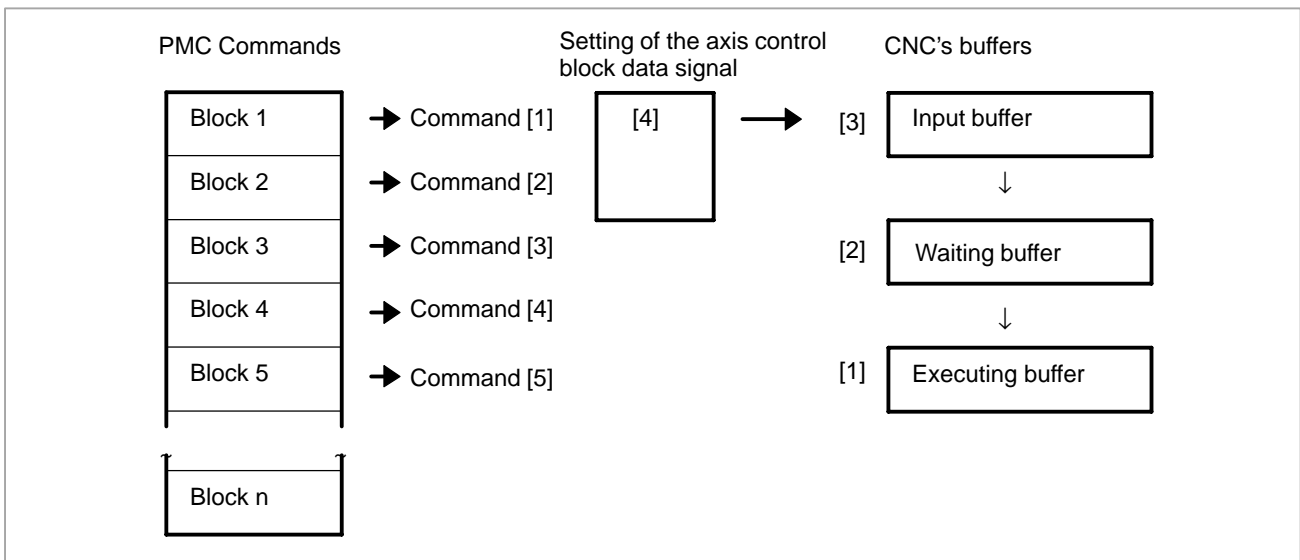 PMC Commands
Setting of the axis control
block data signal
CNC's buffers
Block 1
Command [1]
[4]
[3]
Input buffer
Block 2
Command [2]
↓
Block 3
Command [3]
[2]
Waiting buffer
Block 4
Command [4]
↓
Block 5
Command [5]
[1]
Executing buffer
Block n